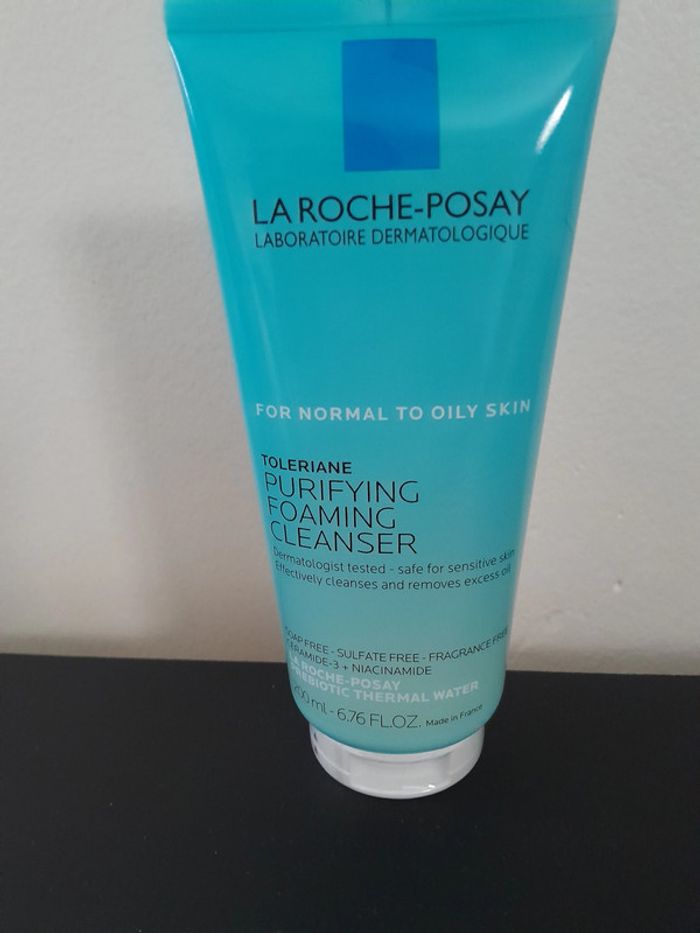 LA ROCHE-POSAY
LABORATOIRE DERMATOLOGIQUE
FOR NORMAL TO OILY SKIN
TOLERIANE
PURIFYING
FOAMING
CLEANSER
Dermatologist tested - safe for sensitive skin
Effectively cleanses and removes excess oil
SOAP FREE - SULFATE FREE - FRAGRANCE FREE
CERAMIDE-3 + NIACINAMIDE
LA ROCHE-POSAY
PREBIOTIC THERMAL WATER
200 ml - 6.76 FL.OZ. Made in France